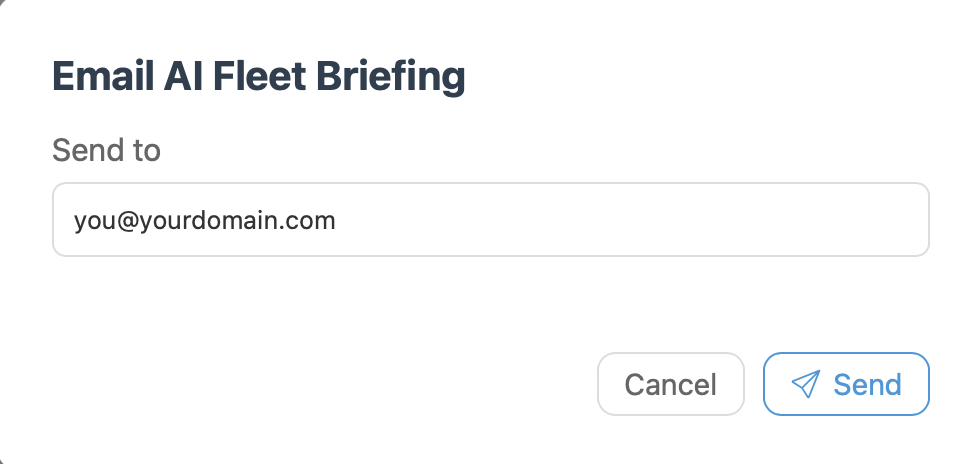 Email AI Fleet Briefing
Send to
you@yourdomain.com
Cancel
Send